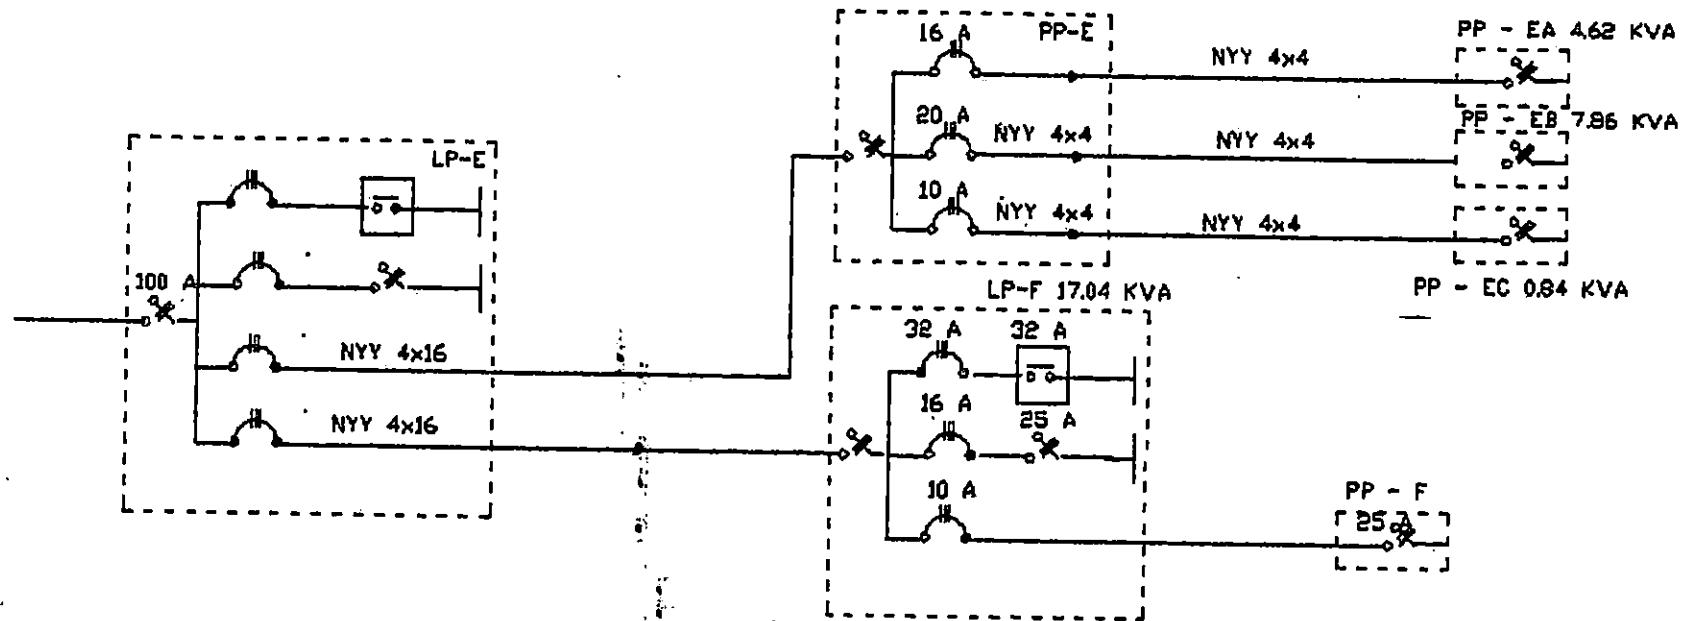 LP-E
100 A
NYY 4x16
NYY 4x16
16 A
PP-E
NYY 4x4
20 A
NYY 4x4
NYY 4x4
10 A
NYY 4x4
NYY 4x4
PP - EA 4.62 KVA
PP - EB 7.86 KVA
PP - EC 0.84 KVA
LP-F 17.04 KVA
32 A
32 A
16 A
25 A
10 A
PP - F
25 A